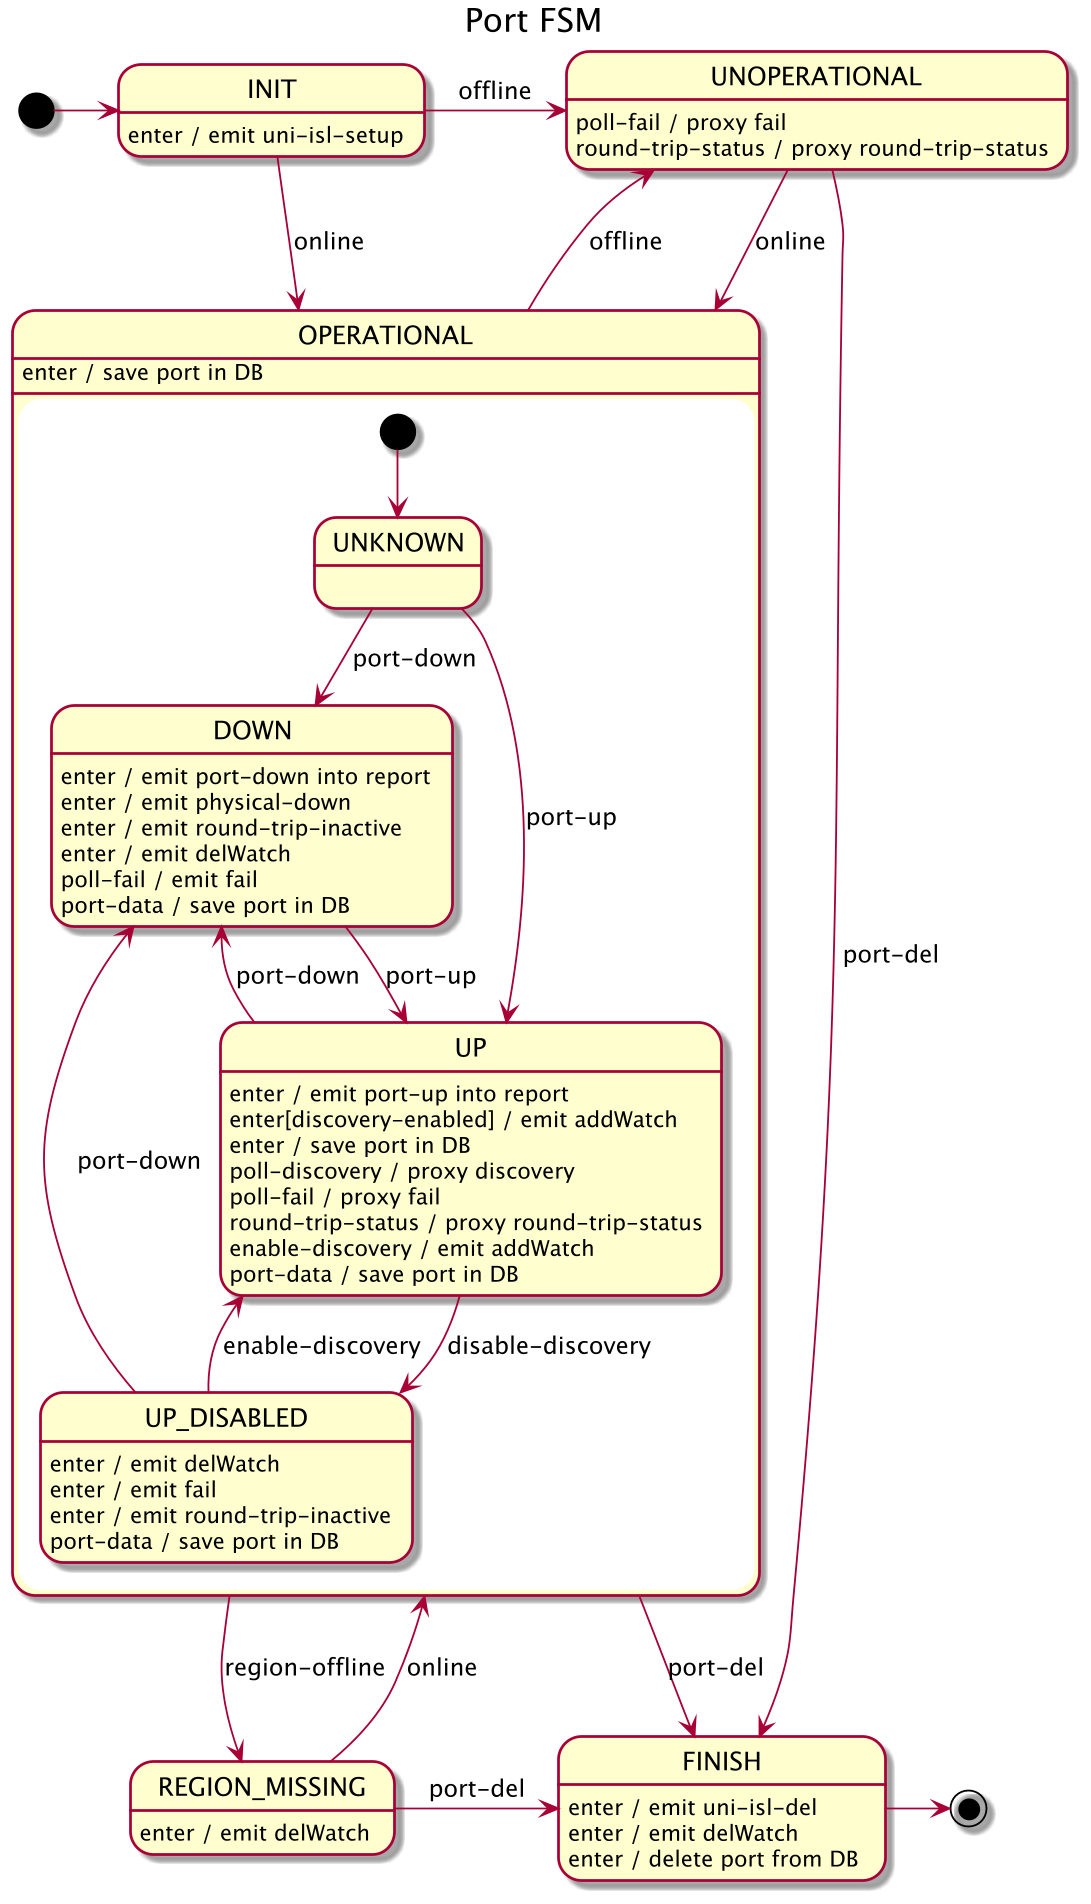 Port FSM
INIT
enter / emit uni-isl-setup
offline
UNOPERATIONAL
poll-fail / proxy fail
round-trip-status / proxy round-trip-status
online
offline
online
OPERATIONAL
enter / save port in DB
UNKNOWN
port-down
DOWN
enter / emit port-down into report
enter / emit physical-down
enter / emit round-trip-inactive
enter / emit delWatch
poll-fail / emit fail
port-data / save port in DB
port-up
port-del
port-down
port-up
UP
enter / emit port-up into report
enter[discovery-enabled] / emit addWatch
enter / save port in DB
poll-discovery / proxy discovery
poll-fail / proxy fail
round-trip-status / proxy round-trip-status
enable-discovery / emit addWatch
port-data / save port in DB
port-down
enable-discovery
disable-discovery
UP_DISABLED
enter / emit delWatch
enter / emit fail
enter / emit round-trip-inactive
port-data / save port in DB
region-offline
online
port-del
REGION_MISSING
enter / emit delWatch
port-del
FINISH
enter / emit uni-isl-del
enter / emit delWatch
enter / delete port from DB